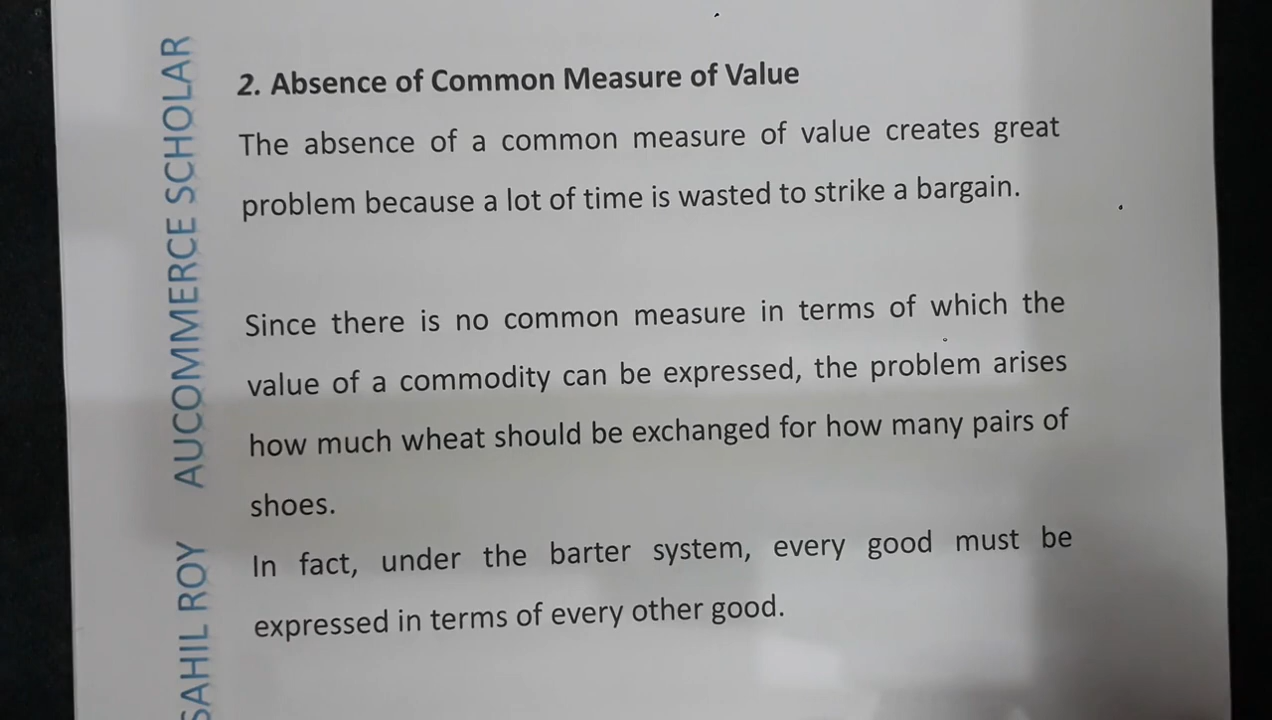 2. Absence of Common Measure of Value
The absence of a common measure of value creates great
problem because a lot of time is wasted to strike a bargain.
Since there is no common measure in terms of which the
value of a commodity can be expressed, the problem arises
how much wheat should be exchanged for how many pairs of
shoes.
In fact, under the barter system, every good must be
expressed in terms of every other good.
SAHIL ROY AUCOMMERCE SCHOLAR